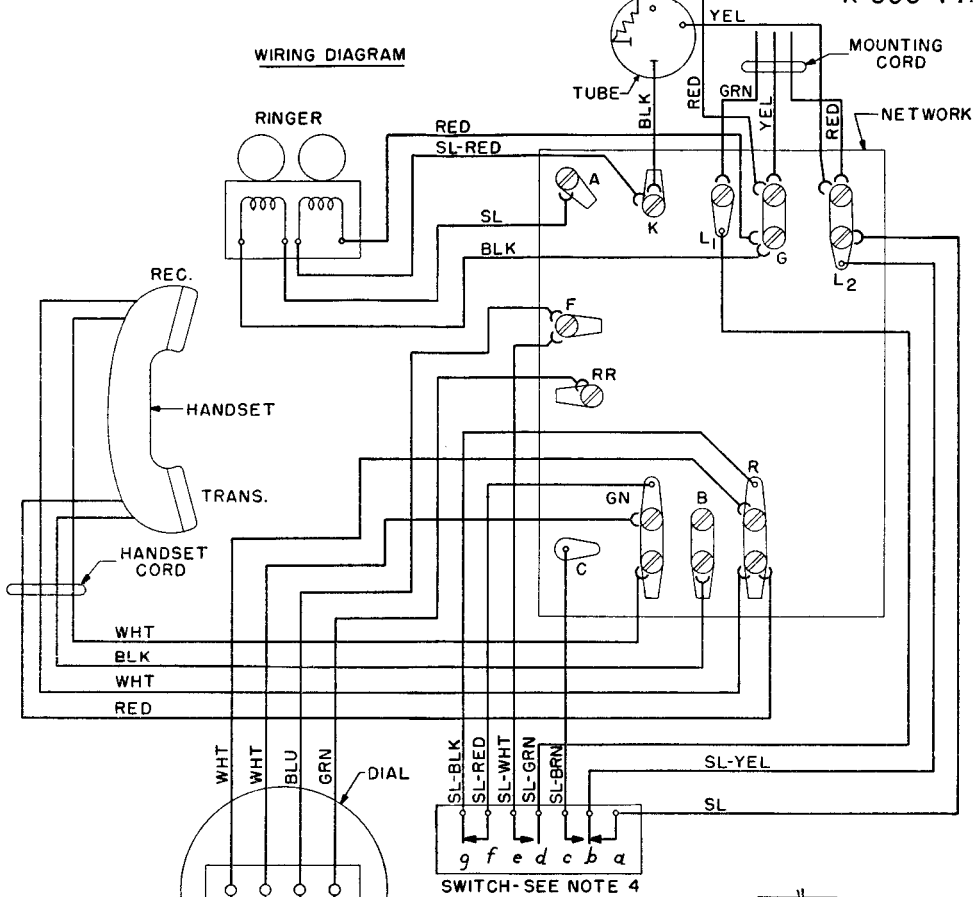 YEL
WIRING DIAGRAM
MOUNTING
CORD
TUBE
BLK
RED
GRN
YEL
RED
NETWORK
RINGER
RED
SL-RED
A
K
SL
L1
G
BLK
L2
REC.
F
RR
HANDSET
TRANS.
R
GN
B
HANDSET
CORD
C
WHT
BLK
WHT
RED
WHT
WHT
BLU
GRN
DIAL
SL-BLK
SL-RED
SL-WHT
SL-GRN
SL-BRN
SL-YEL
SL
g f e d c b a
SWITCH-SEE NOTE 4